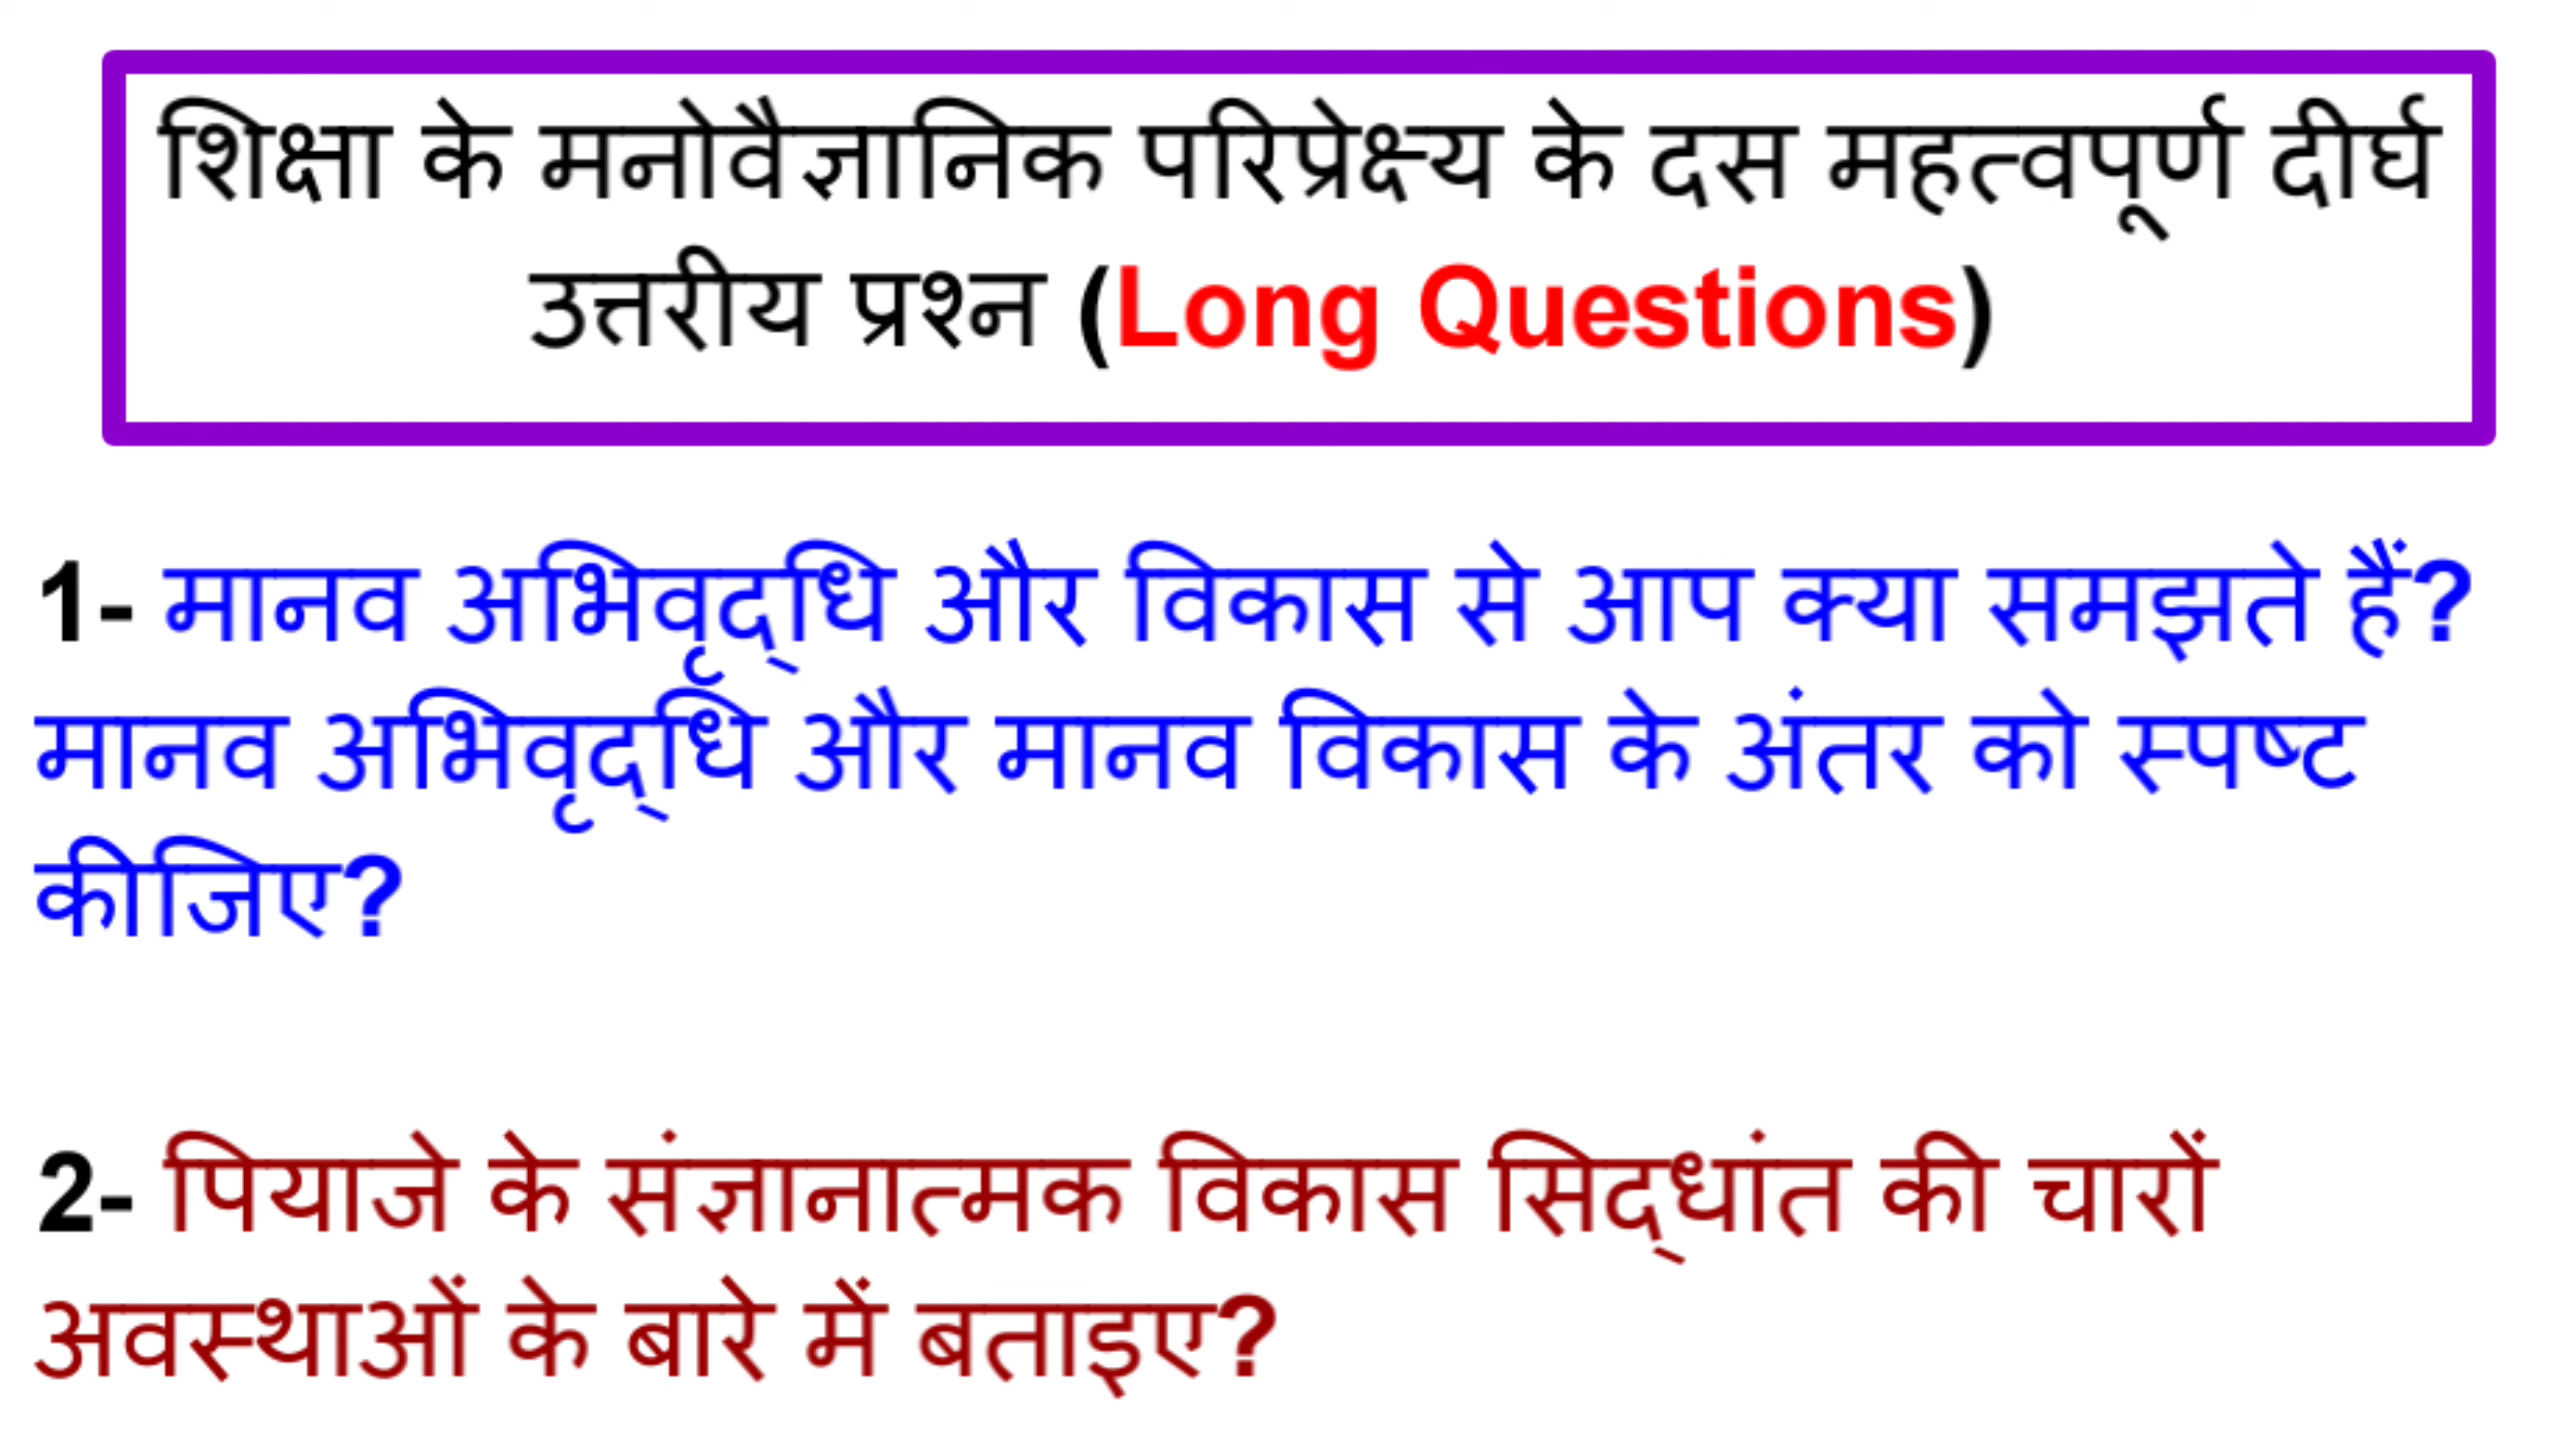 शिक्षा के मनोवैज्ञानिक परिप्रेक्ष्य के दस महत्वपूर्ण दीर्घ
उत्तरीय प्रश्न (Long Questions)
1- मानव अभिवृद्धि और विकास से आप क्या समझते हैं?
मानव अभिवृद्धि और मानव विकास के अंतर को स्पष्ट
कीजिए?
2- पियाजे के संज्ञानात्मक विकास सिद्धांत की चारों
अवस्थाओं के बारे में बताइए?